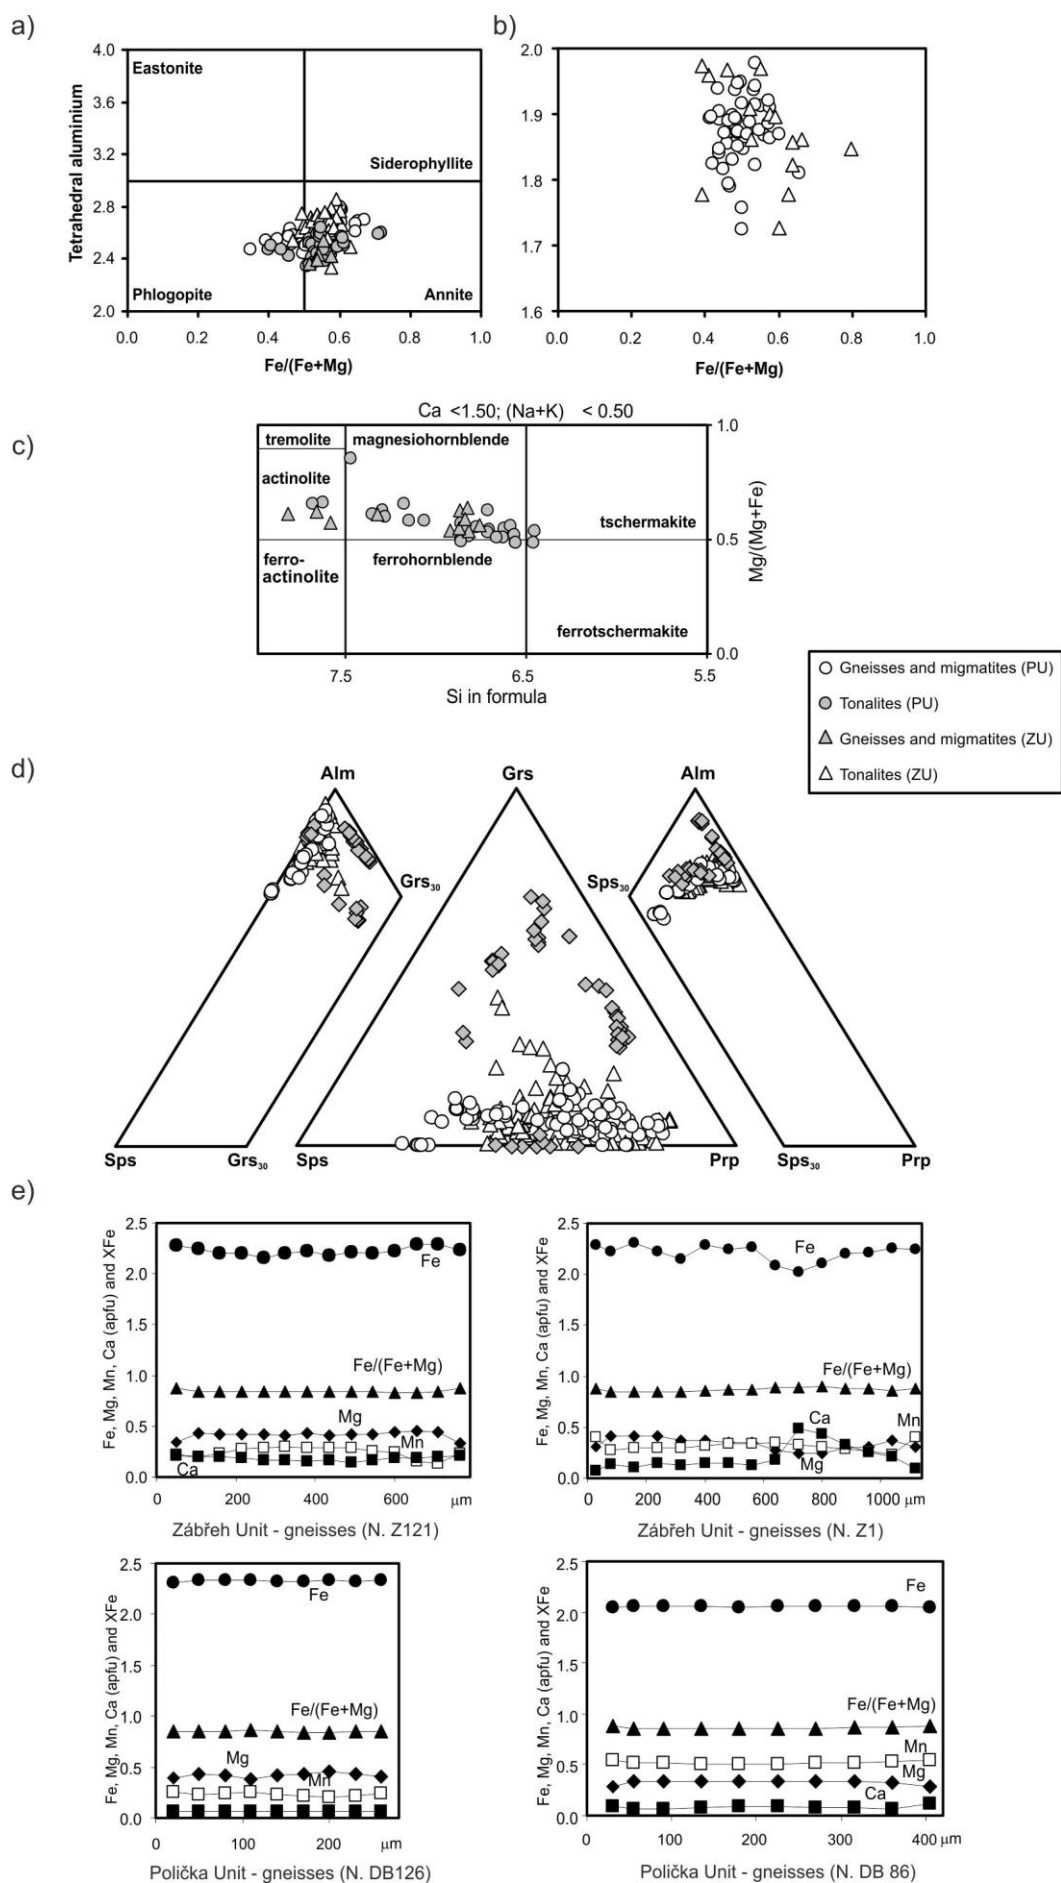 a)
4.0
3.6
3.2
2.8
2.4
2.0
Tetrahedral aluminium
Eastonite
Siderophyllite
Phlogopite
Annite
0.0 0.2 0.4 0.6 0.8 1.0
Fe/(Fe+Mg)
b)
2.0
1.9
1.8
1.7
1.6
0.0 0.2 0.4 0.6 0.8 1.0
Fe/(Fe+Mg)
c)
Ca <1.50; (Na+K) < 0.50
tremolite
magnesiohornblende
actinolite
tschermakite
ferro-
actinolite
ferrohornblende
ferrotschermakite
1.0
0.5
0.0
Mg/(Mg+Fe)
7.5 6.5 5.5
Si in formula
Gneisses and migmatites (PU)
Tonalites (PU)
Gneisses and migmatites (ZU)
Tonalites (ZU)
d)
Alm
Grs30
Sps
Grs30
Grs
Sps
Prp
Alm
Sps30
Sps30
Prp
e)
Fe, Mg, Mn, Ca (apfu) and XFe
2.5
2.0
1.5
1.0
0.5
0.0
Fe
Fe/(Fe+Mg)
Mg
Mn
Ca
0 200 400 600 μm
Zábřeh Unit - gneisses (N. Z121)
Fe, Mg, Mn, Ca (apfu) and XFe
2.5
2.0
1.5
1.0
0.5
0.0
Fe
Fe/(Fe+Mg)
Ca
Mn
Mg
0 200 400 600 800 1000 μm
Zábřeh Unit - gneisses (N. Z1)
Fe, Mg, Mn, Ca (apfu) and XFe
2.5
2.0
1.5
1.0
0.5
0.0
Fe
Fe/(Fe+Mg)
Mg
Mn
0 100 200 μm
Polička Unit - gneisses (N. DB126)
Fe, Mg, Mn, Ca (apfu) and XFe
2.5
2.0
1.5
1.0
0.5
0.0
Fe
Fe/(Fe+Mg)
Mn
Mg
Ca
0 100 200 300 400 μm
Polička Unit - gneisses (N. DB 86)